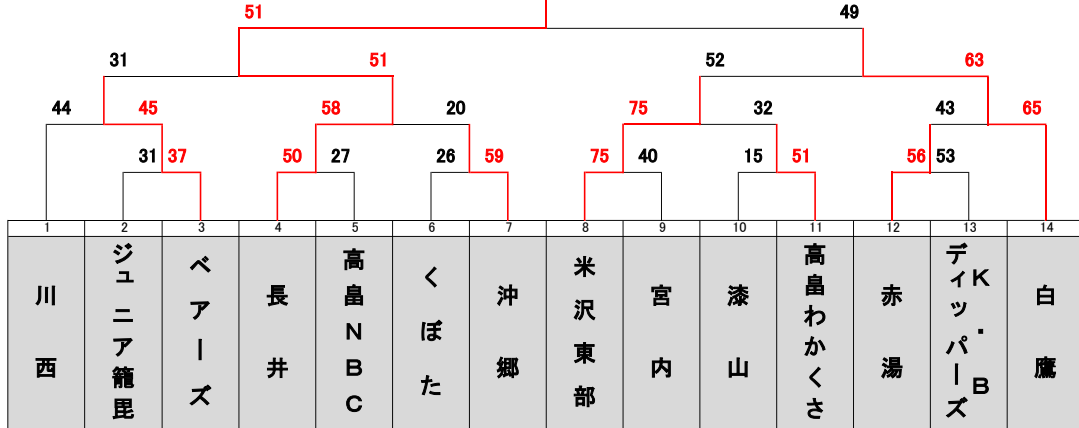 51 49
31 51 52 63
44 45 58 20 75 32 43 65
31 37 50 27 26 59 75 40 15 51 56 53
1 2 3 4 5 6 7 8 9 10 11 12 13 14
川西
ジュニア籠毘
ベアーズ
長井
高畠NBC
くぼた
沖郷
米沢東部
宮内
漆山
高畠わかくさ
赤湯
K・B
ディッパーズ
白鷹